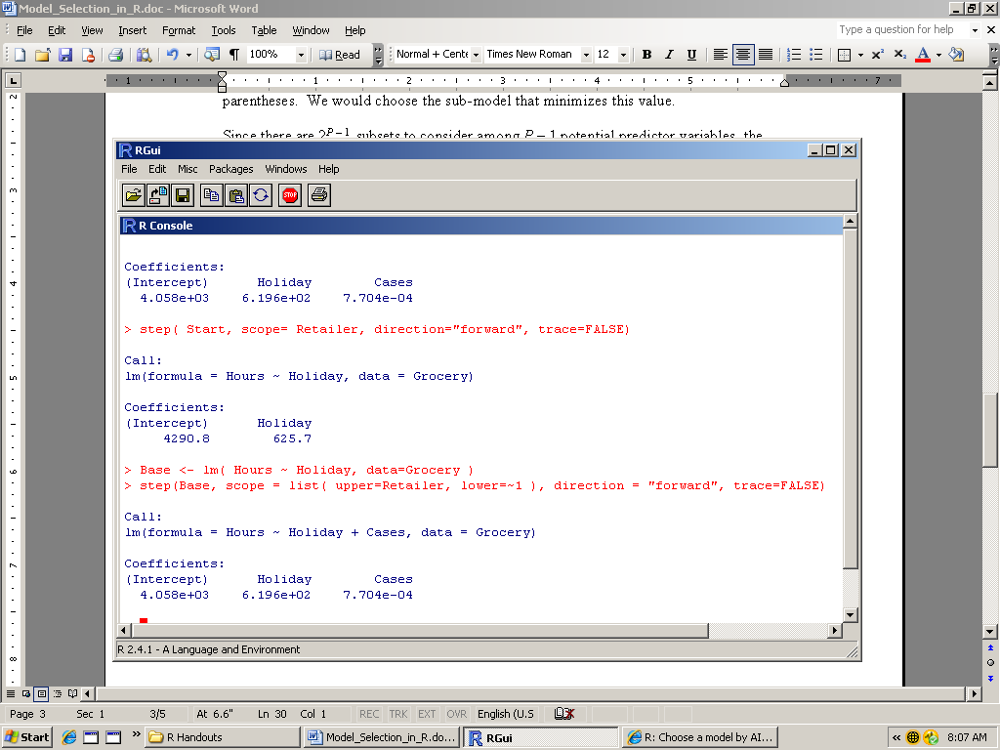 Model_Selection_in_R.doc - Microsoft Word
File Edit View Insert Format Tools Table Window Help
Type a question for help
100% Read Normal + Cente Times New Roman 12 B I U
1 1 2 3 4 5 7
parentheses. We would choose the sub-model that minimizes this value.
Since there are 2^{P-1} subsets to consider among P − 1 potential predictor variables, the
RGui
File Edit Misc Packages Windows Help
STOP
R Console
Coefficients:
(Intercept) Holiday Cases
4.058e+03 6.196e+02 7.704e-04
> step( Start, scope= Retailer, direction="forward", trace=FALSE)
Call:
lm(formula = Hours ~ Holiday, data = Grocery)
Coefficients:
(Intercept) Holiday
4290.8 625.7
> Base <- lm( Hours ~ Holiday, data=Grocery )
> step(Base, scope = list( upper=Retailer, lower=~1 ), direction = "forward", trace=FALSE)
Call:
lm(formula = Hours ~ Holiday + Cases, data = Grocery)
Coefficients:
(Intercept) Holiday Cases
4.058e+03 6.196e+02 7.704e-04
R 2.4.1 - A Language and Environment
Page 3 Sec 1 3/5 At 6.6" Ln 30 Col 1 REC TRK EXT OVR English (U.S
Start R Handouts Model_Selection_in_R.do... RGui R: Choose a model by AI... 8:07 AM